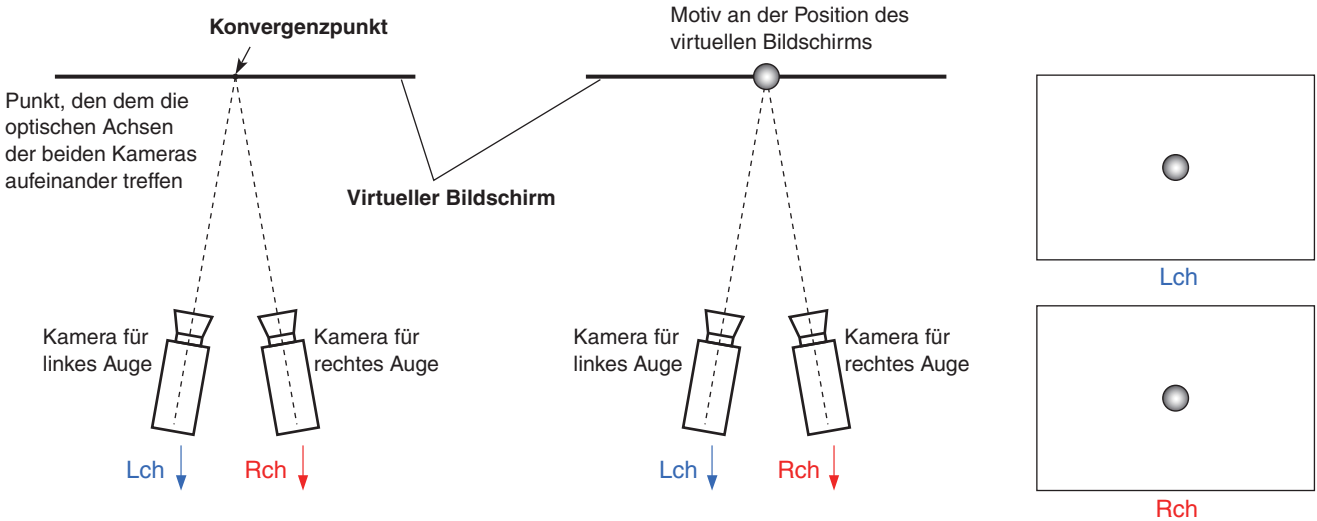 Konvergenzpunkt
Punkt, den dem die
optischen Achsen
der beiden Kameras
aufeinander treffen
Virtueller Bildschirm
Kamera für
linkes Auge
Kamera für
rechtes Auge
Lch
Rch
Motiv an der Position des
virtuellen Bildschirms
Kamera für
linkes Auge
Kamera für
rechtes Auge
Lch
Rch
Lch
Rch